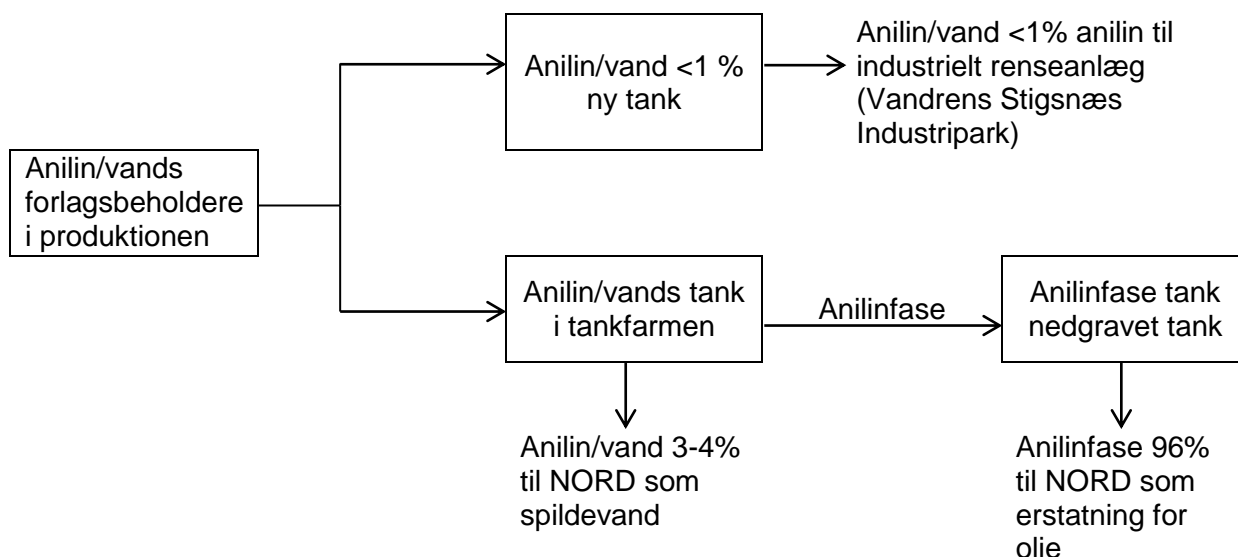 Anilin/vands
forlagsbeholdere
i produktionen
Anilin/vand <1 %
ny tank
Anilin/vand <1% anilin til
industrielt renseanlæg
(Vandrens Stigsnæs
Industripark)
Anilin/vands tank
i tankfarmen
Anilinfase
Anilinfase tank
nedgravet tank
Anilin/vand 3-4%
til NORD som
spildevand
Anilinfase 96%
til NORD som
erstatning for
olie